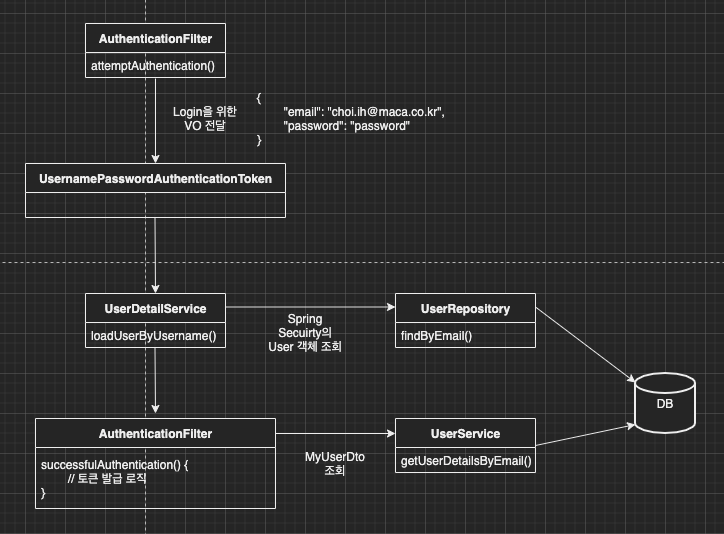 AuthenticationFilter
attemptAuthentication()
Login을 위한
VO 전달
{
"email": "choi.ih@maca.co.kr",
"password": "password"
}
UsernamePasswordAuthenticationToken
UserDetailService
loadUserByUsername()
Spring
Secuirty의
User 객체 조회
UserRepository
findByEmail()
DB
AuthenticationFilter
successfulAuthentication() {
// 토큰 발급 로직
}
MyUserDto
조회
UserService
getUserDetailsByEmail()